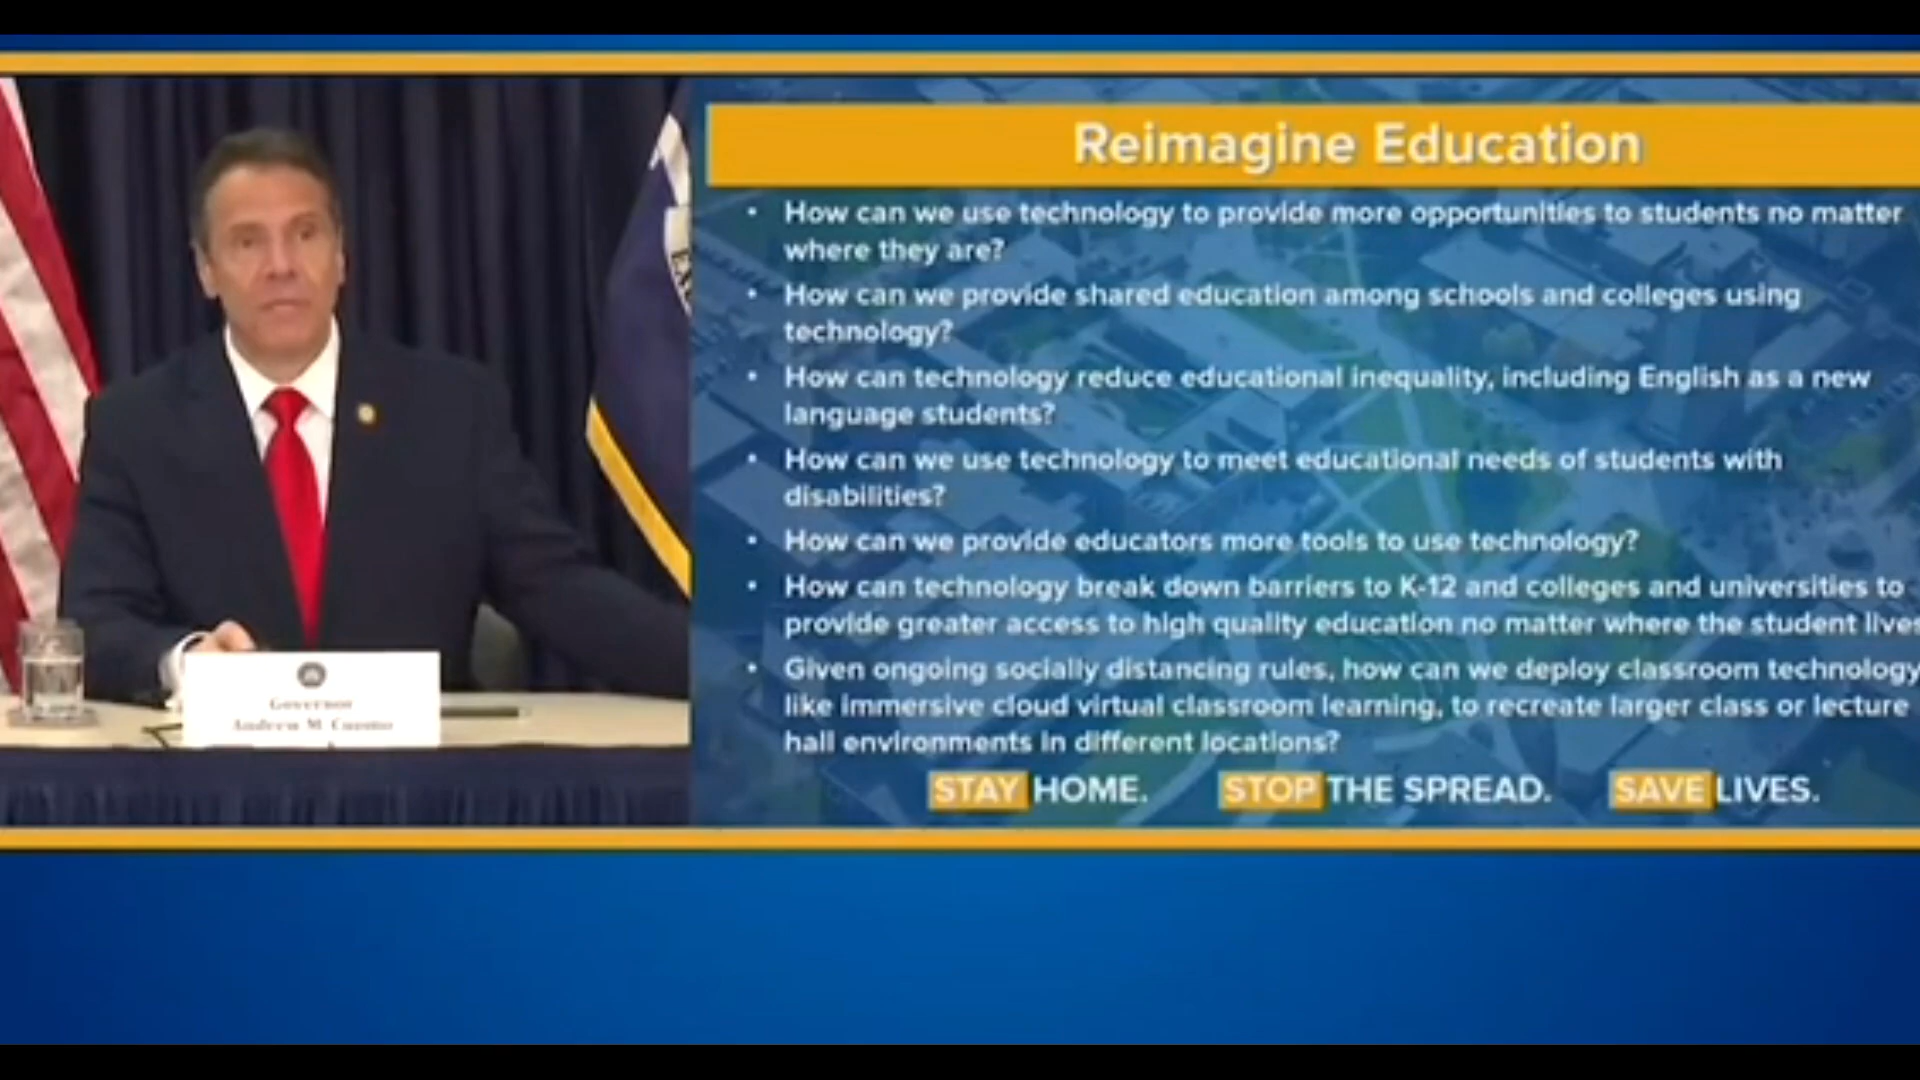 Reimagine Education
• How can we use technology to provide more opportunities to students no matter
where they are?
• How can we provide shared education among schools and colleges using
technology?
• How can technology reduce educational inequality, including English as a new
language students?
• How can we use technology to meet educational needs of students with
disabilities?
• How can we provide educators more tools to use technology?
• How can technology break down barriers to K-12 and colleges and universities to
provide greater access to high quality education no matter where the student lives
• Given ongoing socially distancing rules, how can we deploy classroom technology
like immersive cloud virtual classroom learning, to recreate larger class or lecture
hall environments in different locations?
STAY HOME. STOP THE SPREAD. SAVE LIVES.
Governor
Andrew M. Cuomo